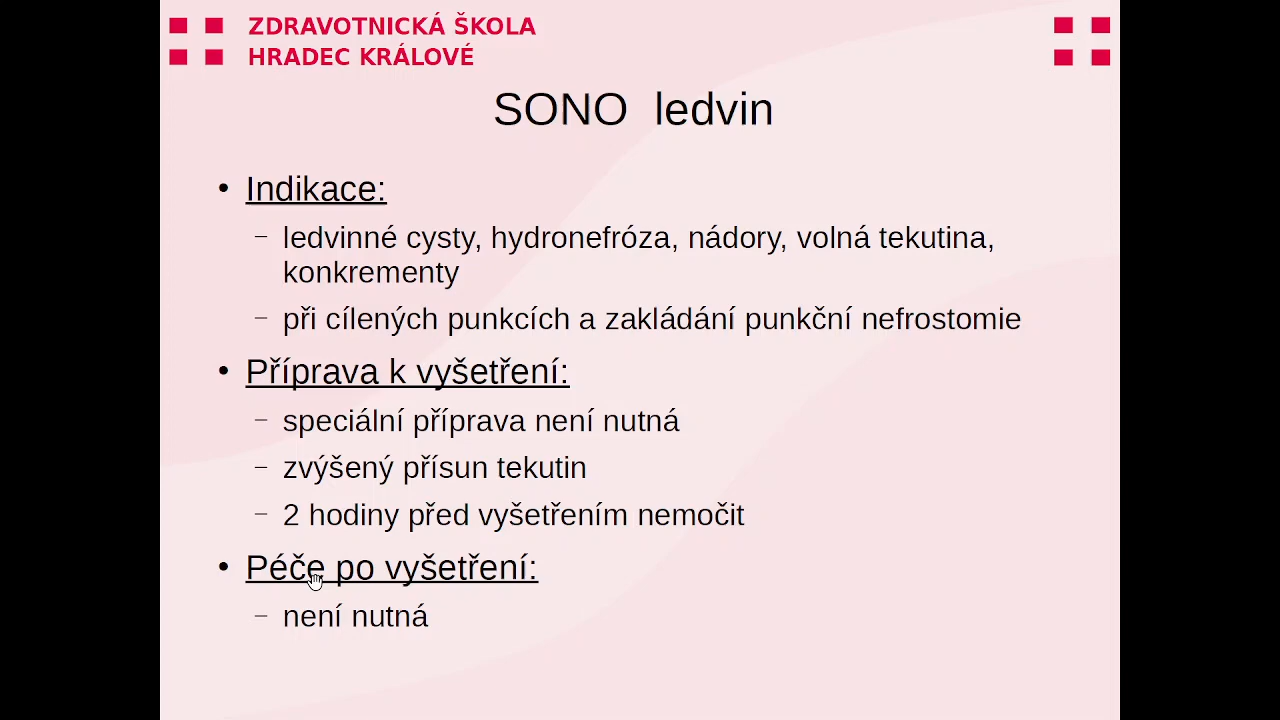 ZDRAVOTNICKÁ ŠKOLA
HRADEC KRÁLOVÉ
SONO ledvin
• Indikace:
– ledvinné cysty, hydronefróza, nádory, volná tekutina,
konkrementy
– při cílených punkcích a zakládání punkční nefrostomie
• Příprava k vyšetření:
– speciální příprava není nutná
– zvýšený přísun tekutin
– 2 hodiny před vyšetřením nemočit
• Péče po vyšetření:
– není nutná